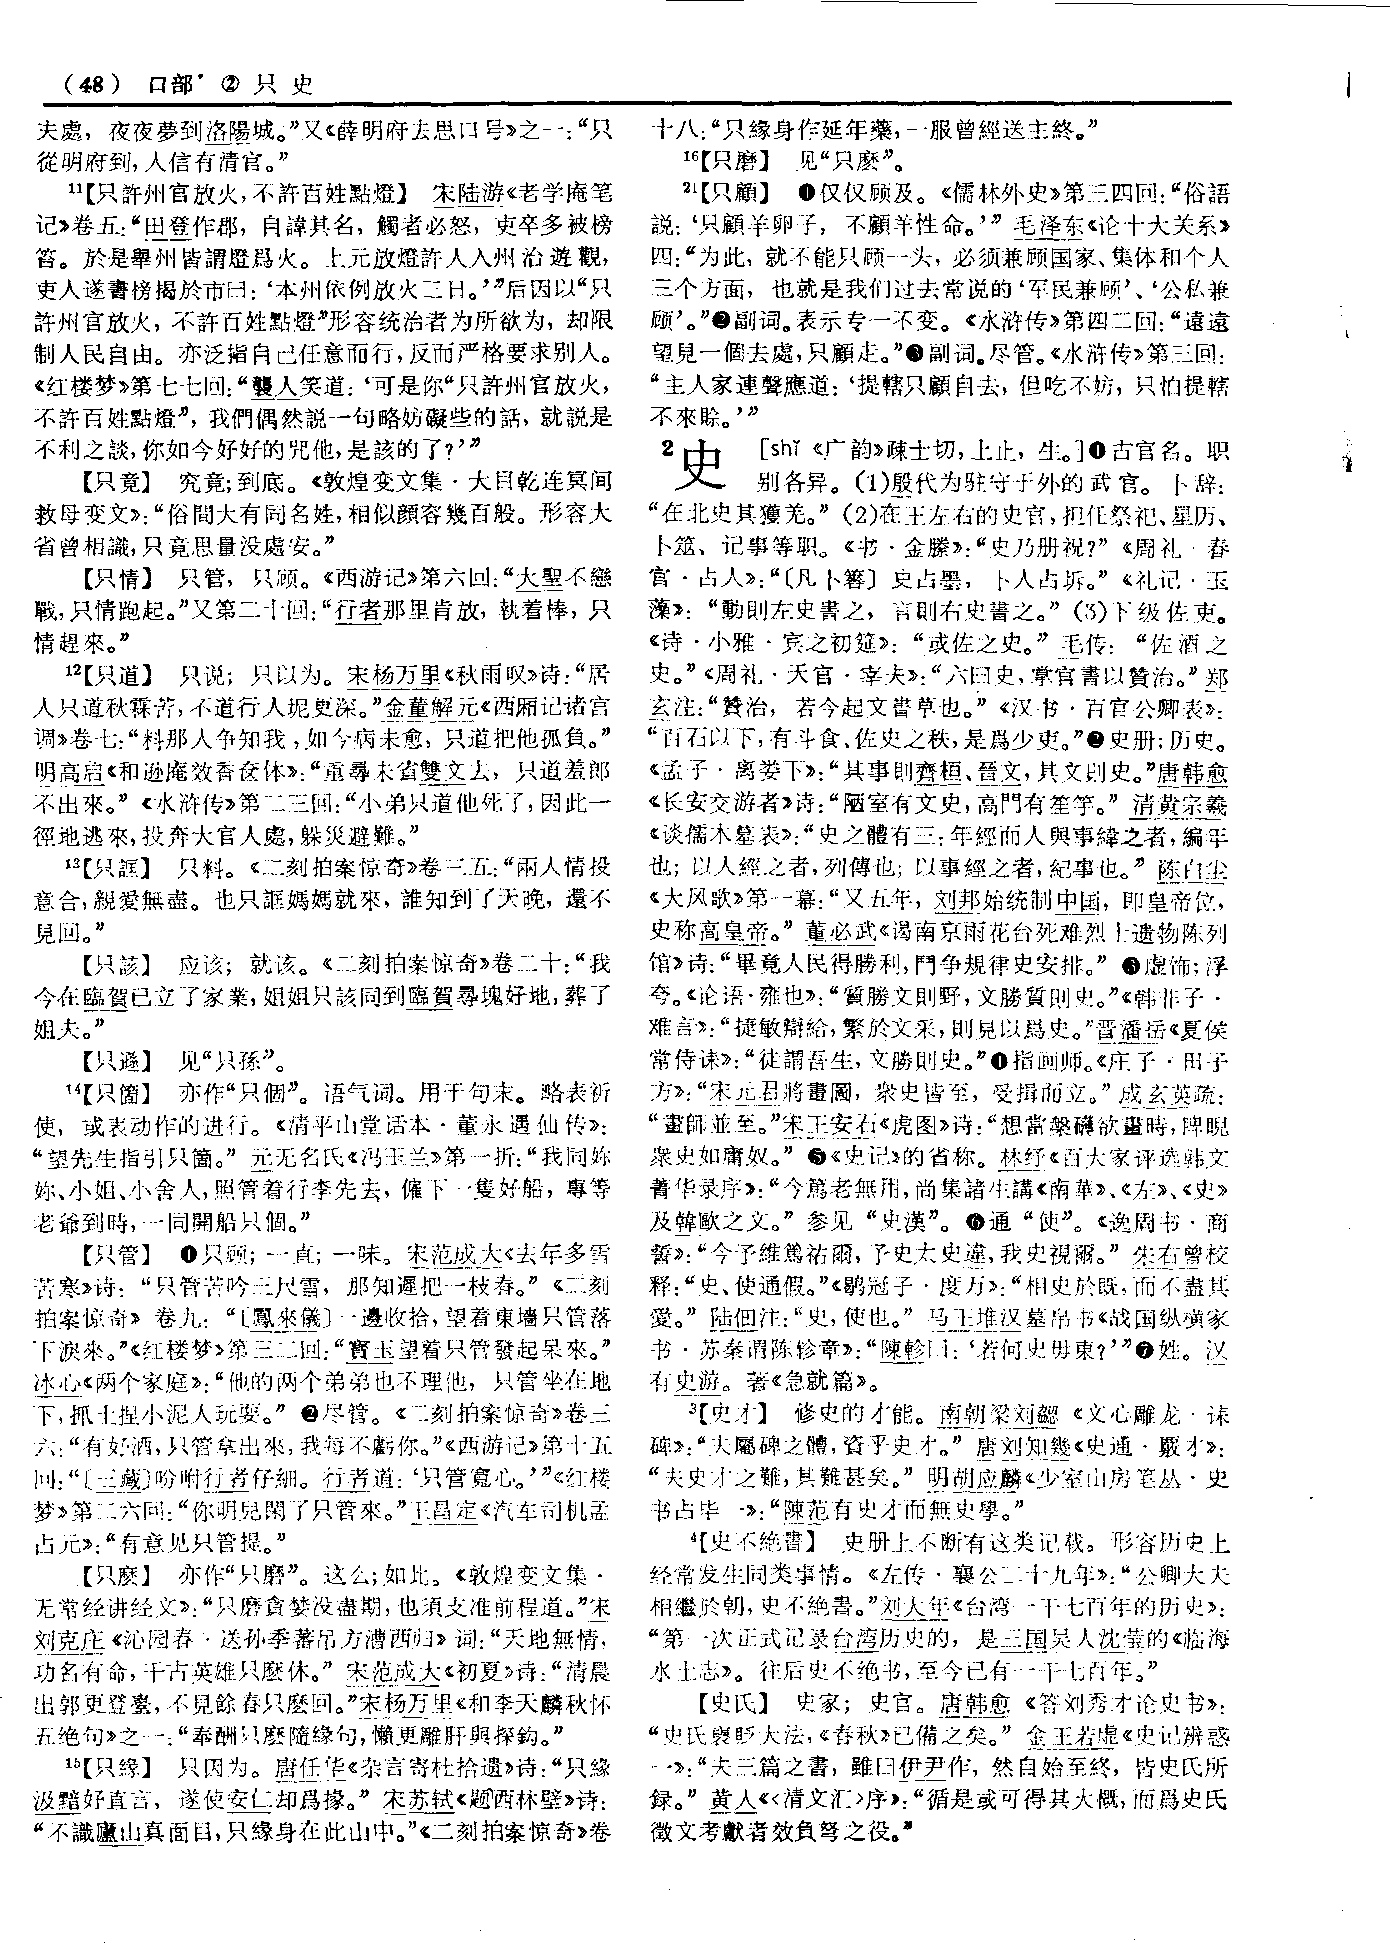 (48) 口部 ② 只史
夫處，夜夜夢到洛陽城。”又《薛明府去思口号》之一：“只
從明府到，人信有清官。”
11【只許州官放火，不許百姓點燈】 宋陆游《老学庵笔
记》卷五：“田登作郡，自諱其名，觸者必怒，吏卒多被榜
笞。於是舉州皆謂燈爲火。上元放燈許人入州治遊觀，
吏人遂書榜揭於市曰：‘本州依例放火三日。’”后因以“只
許州官放火，不許百姓點燈”形容统治者为所欲为，却限
制人民自由。亦泛指自己任意而行，反而严格要求别人。
《红楼梦》第七七回：“襲人笑道：‘可是你“只許州官放火，
不許百姓點燈”，我們偶然説一句略妨礙些的話，就説是
不利之談，你如今好好的咒他，是該的了？’”
【只竟】 究竟；到底。《敦煌变文集·大目乾连冥间
救母变文》：“俗間大有同名姓，相似顔容幾百般。形容大
省曾相識，只竟思量没處安。”
【只情】 只管，只顾。《西游记》第六回：“大聖不戀
戰，只情跑起。”又第二十回：“行者那里肯放，執着棒，只
情趕來。”
12【只道】 只说；只以为。宋杨万里《秋雨叹》诗：“居
人只道秋霖苦，不道行人泥更深。”金董解元《西厢记诸宫
调》卷七：“料那人争知我，如今病未愈，只道把他孤負。”
明高启《和逊庵效香奁体》：“重尋未省雙文去，只道羞郎
不出來。”《水浒传》第二三回：“小弟只道他死了，因此一
徑地逃來，投奔大官人處，躲災避難。”
13【只誆】 只料。《二刻拍案惊奇》卷三五：“兩人情投
意合，親愛無盡。也只誆媽媽就來，誰知到了天晚，還不
見回。”
【只該】 应该；就该。《二刻拍案惊奇》卷二十：“我
今在臨賀已立了家業，姐姐只該同到臨賀尋塊好地，葬了
姐夫。”
【只遜】 见“只孫”。
14【只箇】 亦作“只個”。语气词。用于句末。略表祈
使，或表动作的进行。《清平山堂话本·董永遇仙传》：
“望先生指引只箇。”元无名氏《冯玉兰》第一折：“我同妳
妳、小姐、小舍人，照管着行李先去，僱下一隻好船，專等
老爺到時，一同開船只個。”
【只管】 ❶只顾；一直；一味。宋范成大《去年多雪
苦寒》诗：“只管苦吟三尺雪，那知遲把一枝春。”《二刻
拍案惊奇》卷九：“〔鳳來儀〕一邊收拾，望着東墻只管落
下淚來。”《红楼梦》第三二回：“寶玉望着只管發起呆來。”
冰心《两个家庭》：“他的两个弟弟也不理他，只管坐在地
下，抓土捏小泥人玩耍。”❷尽管。《二刻拍案惊奇》卷三
六：“有好酒，只管拿出來，我每不虧你。”《西游记》第十五
回：“〔三藏〕吩咐行者仔細。行者道：‘只管寬心。’”《红楼
梦》第二六回：“你明兒閑了只管來。”王昌定《汽车司机孟
占元》：“有意见只管提。”
【只麽】 亦作“只磨”。这么；如此。《敦煌变文集·
无常经讲经文》：“只磨貪婪没盡期，也須支准前程道。”宋
刘克庄《沁园春·送孙季蕃吊方漕西归》词：“天地無情，
功名有命，千古英雄只麽休。”宋范成大《初夏》诗：“清晨
出郭更登臺，不見餘春只麽回。”宋杨万里《和李天麟秋怀
五绝句》之一：“奉酬只麽隨緣句，懶更雕肝與探鈎。”
15【只緣】 只因为。唐任华《杂言寄杜拾遗》诗：“只緣
汲黯好直言，遂使安仁却爲掾。”宋苏轼《题西林壁》诗：
“不識廬山真面目，只緣身在此山中。”《二刻拍案惊奇》卷
十八：“只緣身作延年藥，一服曾經送主終。”
16【只磨】 见“只麽”。
21【只顧】 ❶仅仅顾及。《儒林外史》第三四回：“俗語
説：‘只顧羊卵子，不顧羊性命。’”毛泽东《论十大关系》
四：“为此，就不能只顾一头，必须兼顾国家、集体和个人
三个方面，也就是我们过去常说的‘军民兼顾’、‘公私兼
顾’。”❷副词。表示专一不变。《水浒传》第四二回：“遠遠
望見一個去處，只顧走。”❸副词。尽管。《水浒传》第三回：
“主人家連聲應道：‘提轄只顧自去，但吃不妨，只怕提轄
不來賒。’”
2史 [shǐ《广韵》疎士切，上止，生。]❶古官名。职
别各异。(1)殷代为驻守于外的武官。卜辞：
“在北史其獲羌。”(2)在王左右的史官，担任祭祀、星历、
卜筮、记事等职。《书·金縢》：“史乃册祝？”《周礼·春
官·占人》：“〔凡卜簭〕史占墨，卜人占坼。”《礼记·玉
藻》：“動則左史書之，言則右史書之。”(3)下级佐吏。
《诗·小雅·宾之初筵》：“或佐之史。”毛传：“佐酒之
史。”《周礼·天官·宰夫》：“六曰史，掌官書以贊治。”郑
玄注：“贊治，若今起文書草也。”《汉书·百官公卿表》：
“百石以下，有斗食、佐史之秩，是爲少吏。”❷史册；历史。
《孟子·离娄下》：“其事則齊桓、晉文，其文則史。”唐韩愈
《长安交游者》诗：“陋室有文史，高門有笙竽。”清黄宗羲
《谈孺木墓表》：“史之體有三：年經而人與事緯之者，編年
也；以人經之者，列傳也；以事經之者，紀事也。”陈白尘
《大风歌》第一幕：“又五年，刘邦始统制中国，即皇帝位，
史称高皇帝。”董必武《谒南京雨花台死难烈士遗物陈列
馆》诗：“畢竟人民得勝利，鬥争規律史安排。”❸虚饰；浮
夸。《论语·雍也》：“質勝文則野，文勝質則史。”《韩非子·
难言》：“捷敏辯給，繁於文采，則見以爲史。”晋潘岳《夏侯
常侍诔》：“徒謂吾生，文勝則史。”❹指画师。《庄子·田子
方》：“宋元君將畫圖，衆史皆至，受揖而立。”成玄英疏：
“畫師並至。”宋王安石《虎图》诗：“想當槃礴欲畫時，睥睨
衆史如庸奴。”❺《史记》的省称。林纾《百大家评选韩文
菁华录序》：“今篤老無用，尚集諸生講《南華》、《左》、《史》
及韓歐之文。”参见“史漢”。❻通“使”。《逸周书·商
誓》：“今予維篤祐爾，予史太史違，我史視爾。”朱右曾校
释：“史、使通假。”《鹖冠子·度万》：“相史於既，而不盡其
愛。”陆佃注：“史，使也。”马王堆汉墓帛书《战国纵横家
书·苏秦谓陈轸章》：“陳軫曰：‘若何史毋東？’”❼姓。汉
有史游。著《急就篇》。
3【史才】 修史的才能。南朝梁刘勰《文心雕龙·诔
碑》：“夫屬碑之體，資乎史才。”唐刘知幾《史通·覈才》：
“夫史才之難，其難甚矣。”明胡应麟《少室山房笔丛·史
书占毕一》：“陳范有史才而無史學。”
4【史不絶書】 史册上不断有这类记载。形容历史上
经常发生同类事情。《左传·襄公二十九年》：“公卿大夫
相繼於朝，史不絶書。”刘大年《台湾一千七百年的历史》：
“第一次正式记录台湾历史的，是三国吴人沈莹的《临海
水土志》。往后史不绝书，至今已有一千七百年。”
【史氏】 史家；史官。唐韩愈《答刘秀才论史书》：
“史氏襃貶大法，《春秋》已備之矣。”金王若虚《史记辨惑
一》：“夫三篇之書，雖曰伊尹作，然自始至終，皆史氏所
録。”黄人《〈清文汇〉序》：“循是或可得其大概，而爲史氏
徵文考獻者效負弩之役。”